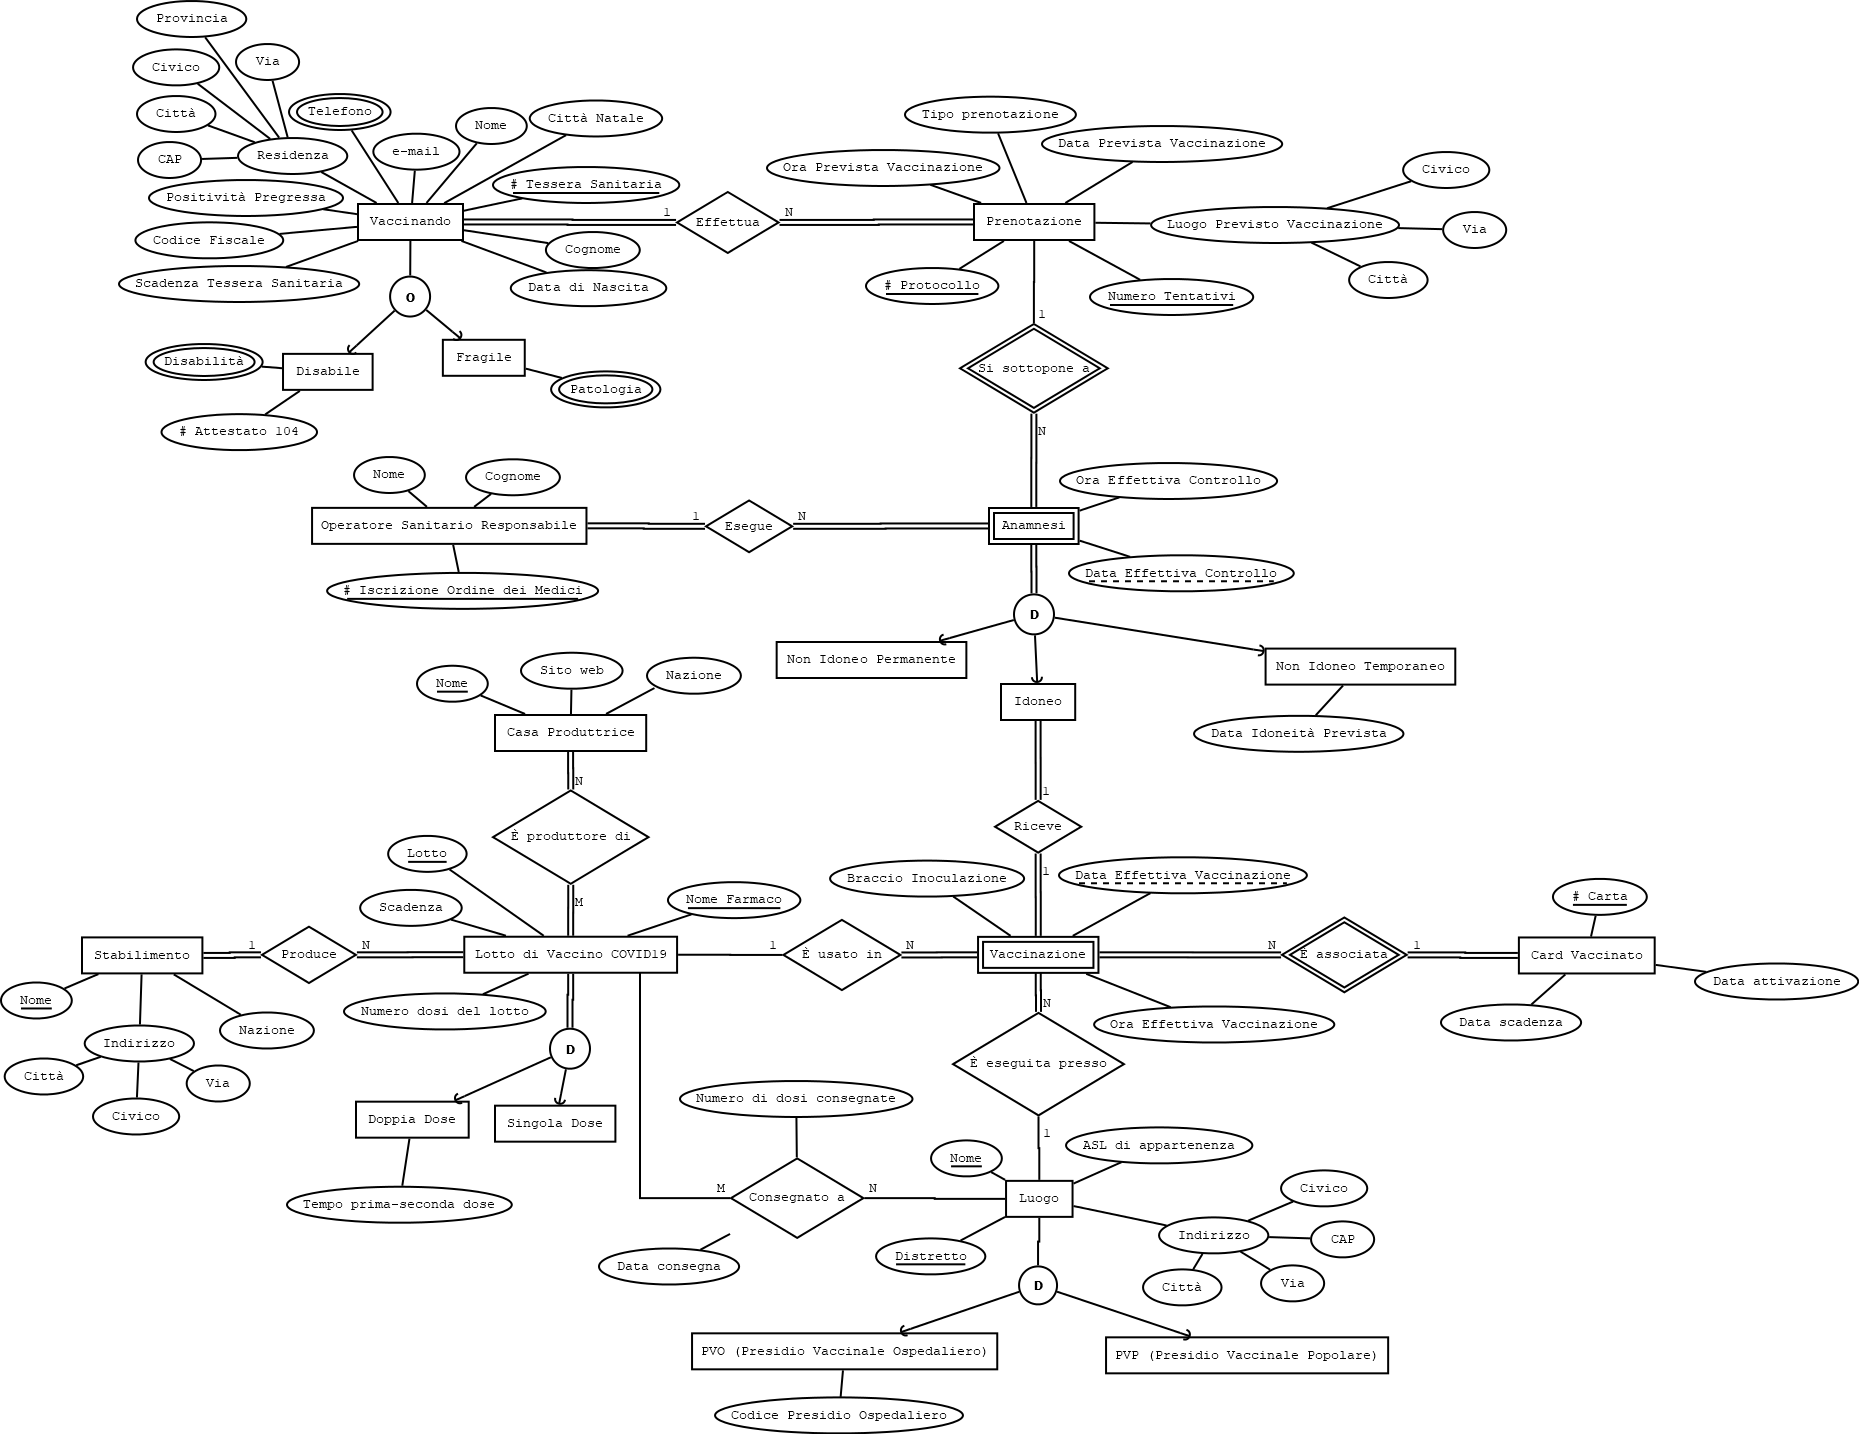 Provincia
Civico
Via
Città
Telefono
CAP
Residenza
e-mail
Nome
Città Natale
# Tessera Sanitaria
Positività Pregressa
Vaccinando
1
Effettua
N
Codice Fiscale
Cognome
Scadenza Tessera Sanitaria
Data di Nascita
O
Disabilità
Disabile
Fragile
Patologia
# Attestato 104
Tipo prenotazione
Data Prevista Vaccinazione
Ora Prevista Vaccinazione
Prenotazione
Luogo Previsto Vaccinazione
Civico
Via
Città
# Protocollo
Numero Tentativi
1
Si sottopone a
N
Nome
Cognome
Operatore Sanitario Responsabile
1
Esegue
N
# Iscrizione Ordine dei Medici
Anamnesi
Ora Effettiva Controllo
Data Effettiva Controllo
D
Non Idoneo Permanente
Idoneo
Non Idoneo Temporaneo
Data Idoneità Prevista
1
Riceve
1
Nome
Sito web
Nazione
Casa Produttrice
N
È produttore di
M
Lotto
Scadenza
Nome Farmaco
Stabilimento
1
Produce
N
Lotto di Vaccino COVID19
1
È usato in
N
Nome
Indirizzo
Nazione
Città
Civico
Via
Numero dosi del lotto
D
Doppia Dose
Singola Dose
Tempo prima-seconda dose
Braccio Inoculazione
Data Effettiva Vaccinazione
Vaccinazione
N
È associata
1
# Carta
Card Vaccinato
Data attivazione
Data scadenza
Ora Effettiva Vaccinazione
N
È eseguita presso
1
Numero di dosi consegnate
M
Consegnato a
N
Data consegna
Nome
ASL di appartenenza
Luogo
Distretto
Indirizzo
Civico
CAP
Via
Città
D
PVO (Presidio Vaccinale Ospedaliero)
PVP (Presidio Vaccinale Popolare)
Codice Presidio Ospedaliero